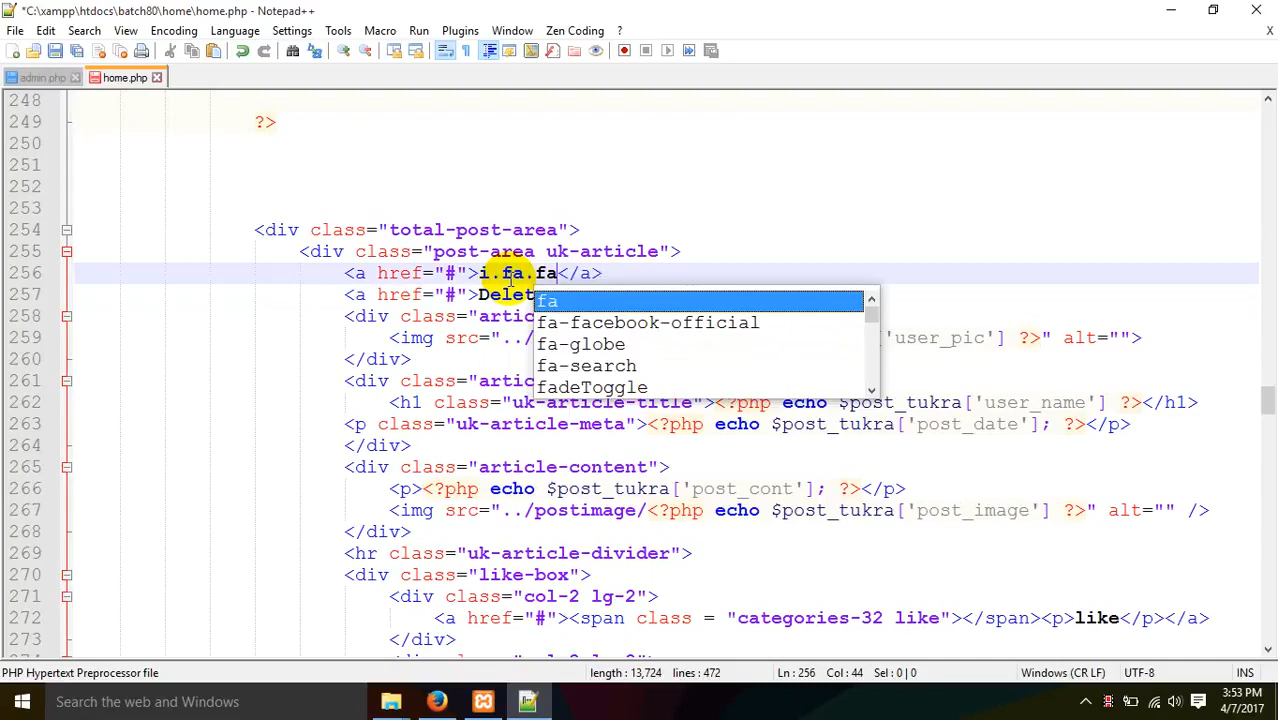 *C:\xampp\htdocs\batch80\home\home.php - Notepad++
File Edit Search View Encoding Language Settings Tools Macro Run Plugins Window Zen Coding ?
admin.php home.php
248
249 ?>
250
251
252
253
254 <div class="total-post-area">
255 <div class="post-area uk-article">
256 <a href="#">i.fa.fa</a>
257 <a href="#">Delet
fa
258 <div class="artic
fa-facebook-official
259 <img src="../ 'user_pic'] ?>" alt="">
fa-globe
260 </div>
fa-search
261 <div class="artic
fadeToggle
262 <h1 class="uk-article-title"><?php echo $post_tukra['user_name'] ?></h1>
263 <p class="uk-article-meta"><?php echo $post_tukra['post_date']; ?></p>
264 </div>
265 <div class="article-content">
266 <p><?php echo $post_tukra['post_cont']; ?></p>
267 <img src="../postimage/<?php echo $post_tukra['post_image'] ?>" alt="" />
268 </div>
269 <hr class="uk-article-divider">
270 <div class="like-box">
271 <div class="col-2 lg-2">
272 <a href="#"><span class = "categories-32 like"></span><p>like</p></a>
273 </div>
PHP Hypertext Preprocessor file length : 13,724 lines : 472 Ln : 256 Col : 44 Sel : 0 | 0 Windows (CR LF) UTF-8 INS
Search the web and Windows
3:53 PM
4/7/2017